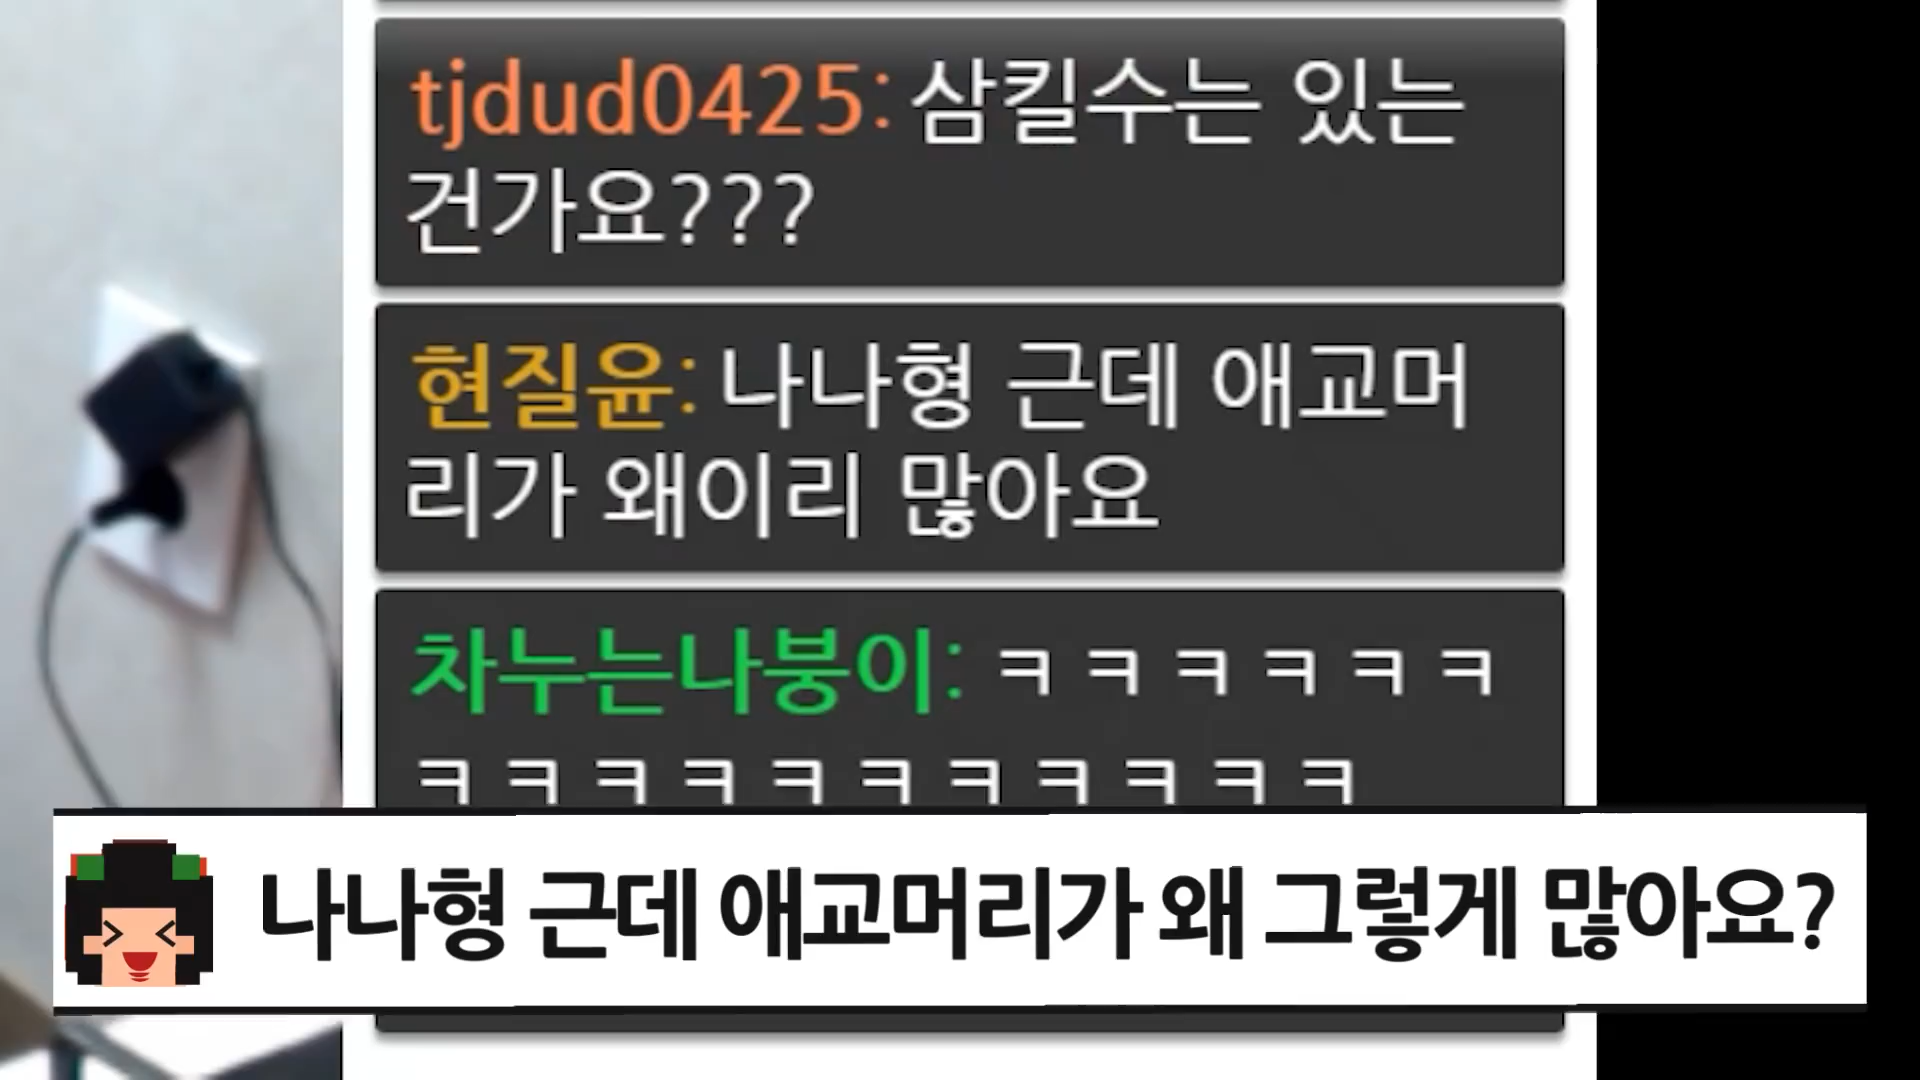 tjdud0425: 삼킬수는 있는
건가요???
현질윤: 나나형 근데 애교머
리가 왜이리 많아요
차누는나붕이: ㅋㅋㅋㅋㅋㅋ
ㅋㅋㅋㅋㅋㅋㅋㅋㅋㅋㅋ
나나형 근데 애교머리가 왜 그렇게 많아요?